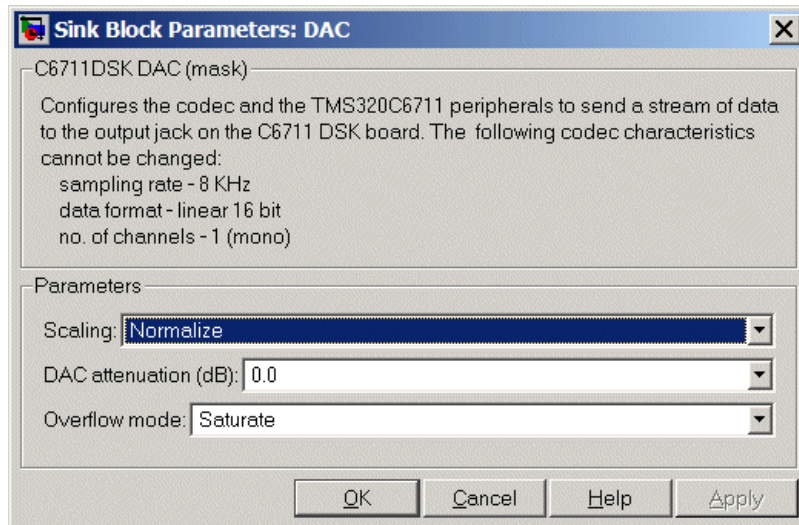 Sink Block Parameters: DAC
C6711DSK DAC (mask)
Configures the codec and the TMS320C6711 peripherals to send a stream of data
to the output jack on the C6711 DSK board. The following codec characteristics
cannot be changed:
sampling rate - 8 KHz
data format - linear 16 bit
no. of channels - 1 (mono)
Parameters
Scaling: Normalize
DAC attenuation (dB): 0.0
Overflow mode: Saturate
OK Cancel Help Apply